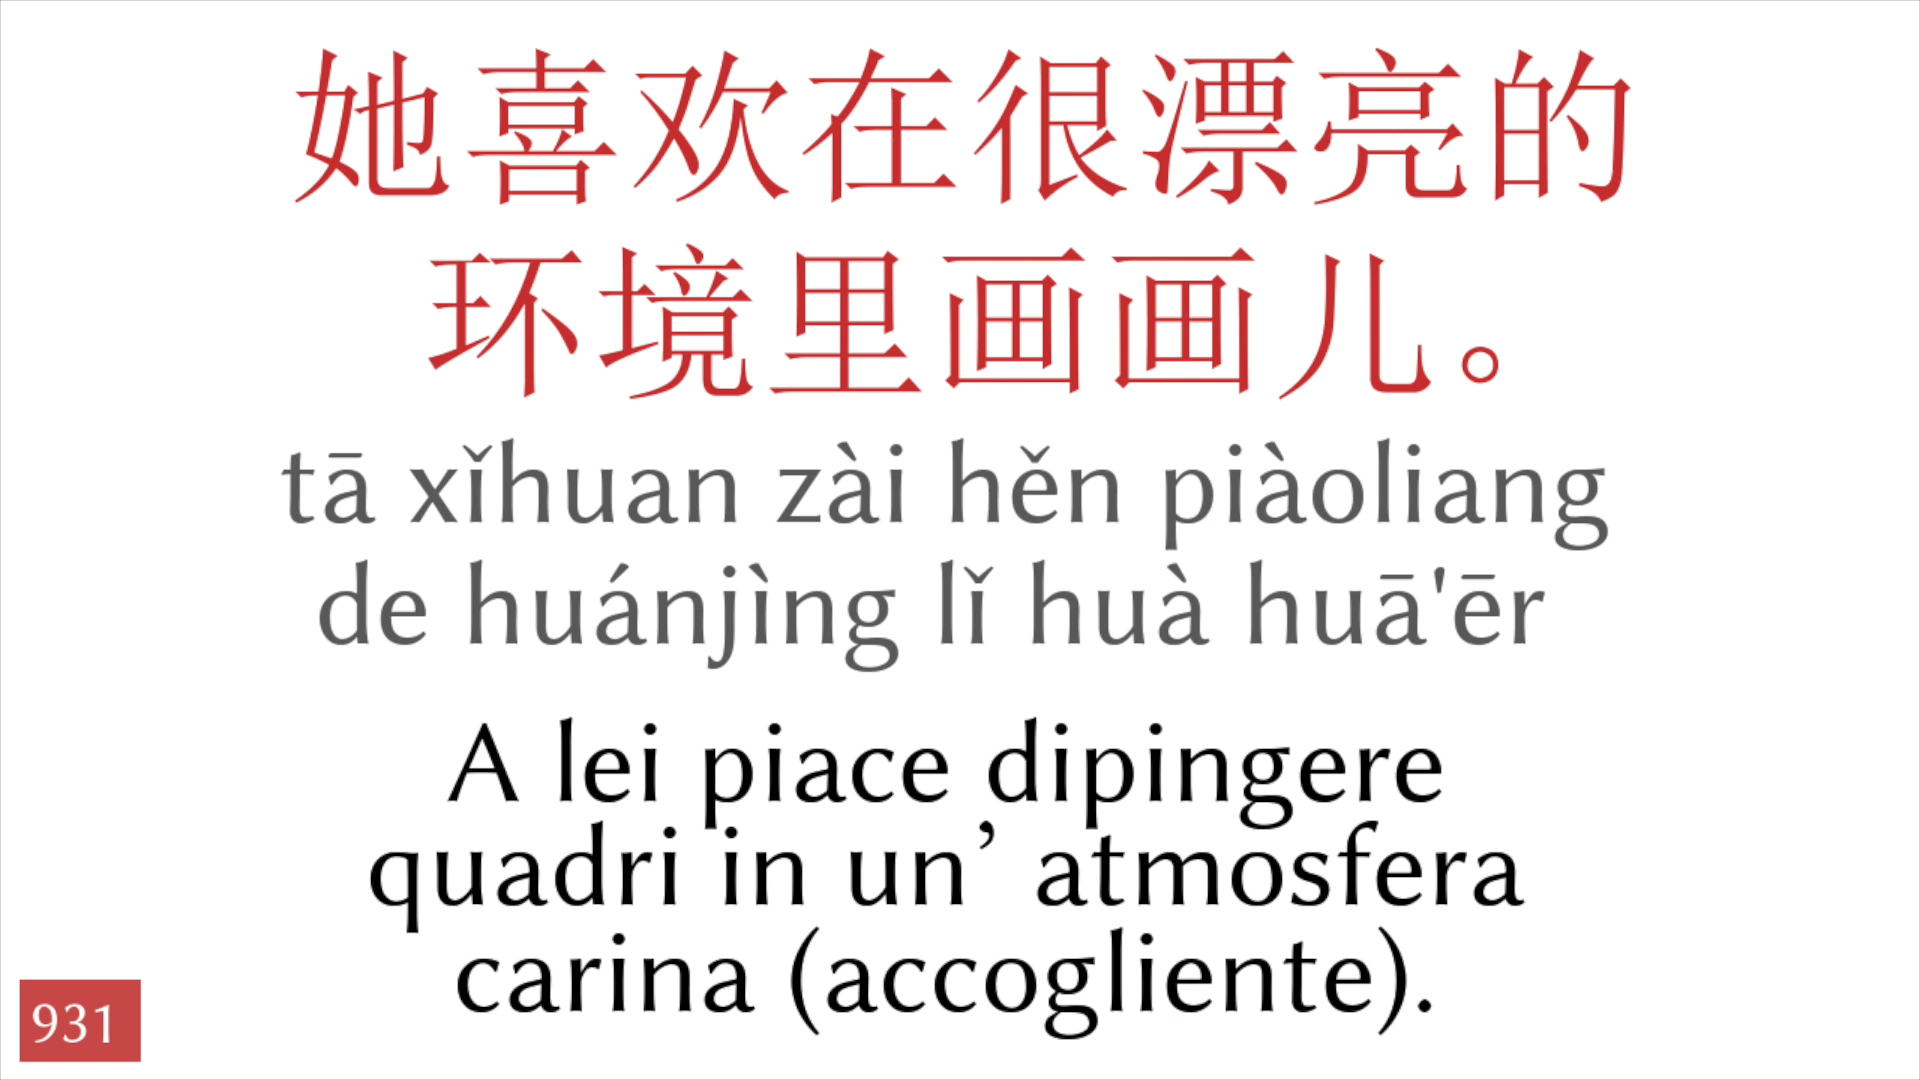 她喜欢在很漂亮的
环境里画画儿。
tā xǐhuan zài hěn piàoliang
de huánjìng lǐ huà huā'ēr
A lei piace dipingere
quadri in un’ atmosfera
carina (accogliente).
931